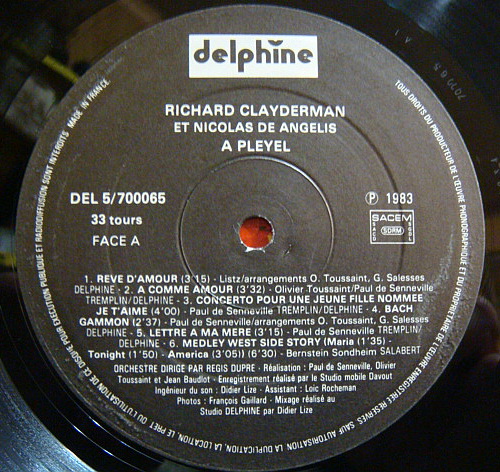 delphine
RICHARD CLAYDERMAN
ET NICOLAS DE ANGELIS
A PLEYEL
DEL 5/700065
33 tours
FACE A
℗ 1983
SACEM
SACD SDRM SGDL
1. REVE D'AMOUR (3'15) - Listz/arrangements O. Toussaint, G. Salesses
DELPHINE - 2. A COMME AMOUR (3'32) - Olivier Toussaint/Paul de Senneville
TREMPLIN/DELPHINE - 3. CONCERTO POUR UNE JEUNE FILLE NOMMEE
JE T'AIME (4'00) - Paul de Senneville TREMPLIN/DELPHINE - 4. BACH
GAMMON (2'37) - Paul de Senneville/arrangements O. Toussaint, G. Salesses
DELPHINE - 5. LETTRE A MA MERE (3'15) - Paul de Senneville TREMPLIN/
DELPHINE - 6. MEDLEY WEST SIDE STORY (Maria (1'35) -
Tonight (1'50) - America (3'05)) (6'30) - Bernstein Sondheim SALABERT
ORCHESTRE DIRIGE PAR REGIS DUPRE - Réalisation : Paul de Senneville, Olivier
Toussaint et Jean Baudlot - Enregistrement réalisé par le Studio mobile Davout
Ingénieur du son : Didier Lize - Assistant : Loic Rocheman
Photos : François Gaillard - Mixage réalisé au
Studio DELPHINE par Didier Lize
TOUS DROITS DU PRODUCTEUR DE L'ŒUVRE PHONOGRAPHIQUE ET DU PROPRIETAIRE DE L'ŒUVRE ENREGISTREE RESERVES. SAUF AUTORISATION, LA DUPLICATION, LA LOCATION, LE PRET OU L'UTILISATION DE CE DISQUE POUR EXECUTION PUBLIQUE ET RADIODIFFUSION SONT INTERDITS. MADE IN FRANCE.